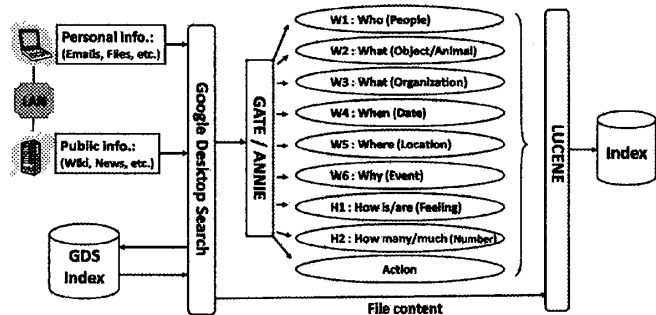 Personal info.:
(Emails, Files, etc.)
LAN
Public info.:
(Wiki, News, etc.)
GDS
Index
Google Desktop Search
GATE / ANNIE
W1 : Who (People)
W2 : What (Object/Animal)
W3 : What (Organization)
W4 : When (Date)
W5 : Where (Location)
W6 : Why (Event)
H1 : How is/are (Feeling)
H2 : How many/much (Number)
Action
File content
LUCENE
Index